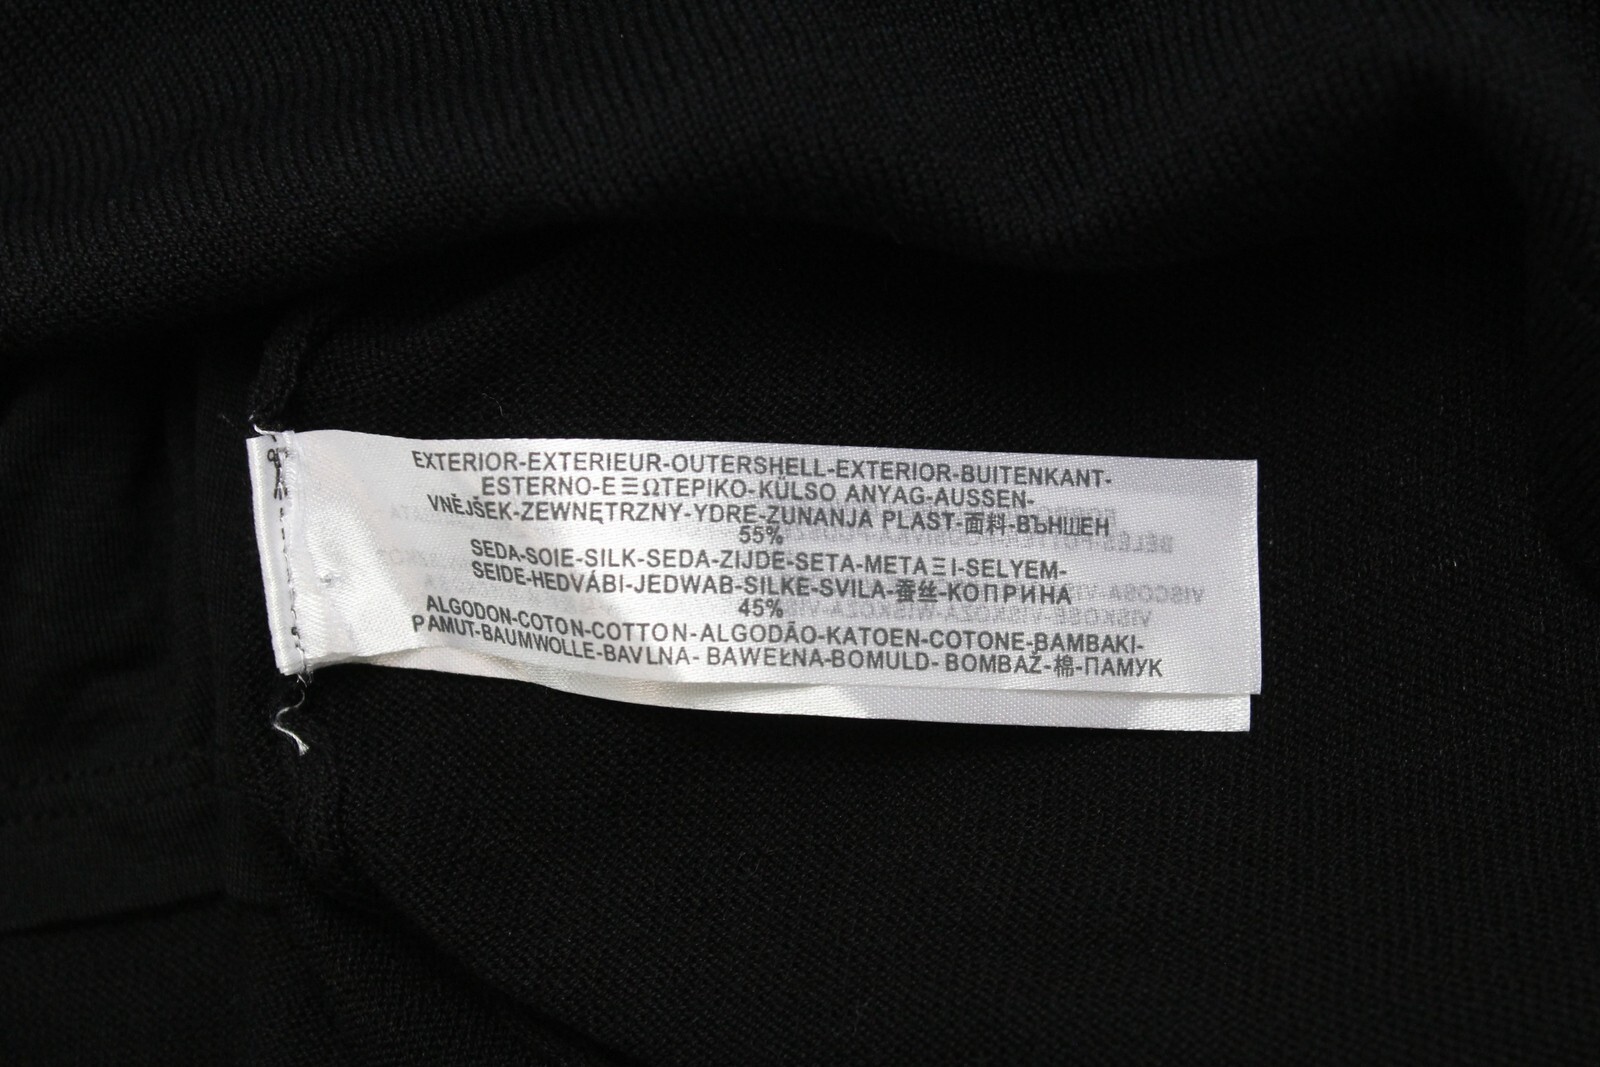 EXTERIOR-EXTERIEUR-OUTERSHELL-EXTERIOR-BUITENKANT-
ESTERNO-ΕΞΩΤΕΡΙΚΟ-KÜLSO ANYAG-AUSSEN-
VNĚJŠEK-ZEWNĘTRZNY-YDRE-ZUNANJA PLAST-面料-ВЪНШЕН
55%
SEDA-SOIE-SILK-SEDA-ZIJDE-SETA-ΜΕΤΑΞΙ-SELYEM-
SEIDE-HEDVÁBI-JEDWAB-SILKE-SVILA-蚕丝-КОПРИНА
45%
ALGODON-COTON-COTTON-ALGODÃO-KATOEN-COTONE-BAMBAKI-
PAMUT-BAUMWOLLE-BAVLNA- BAWEŁNA-BOMULD- BOMBAŽ-棉-ПАМУК